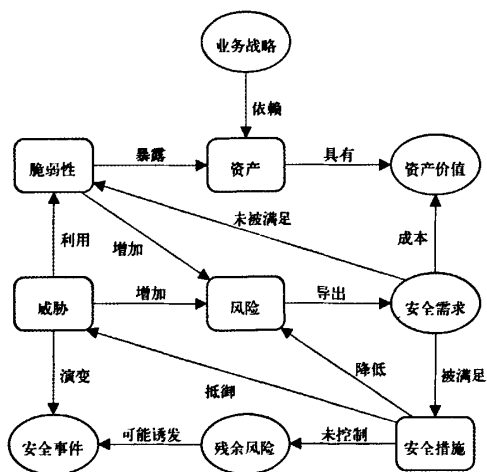 业务战略
依赖
脆弱性
暴露
资产
具有
资产价值
未被满足
成本
利用
增加
威胁
增加
风险
导出
安全需求
演变
抵御
降低
被满足
安全事件
可能诱发
残余风险
未控制
安全措施